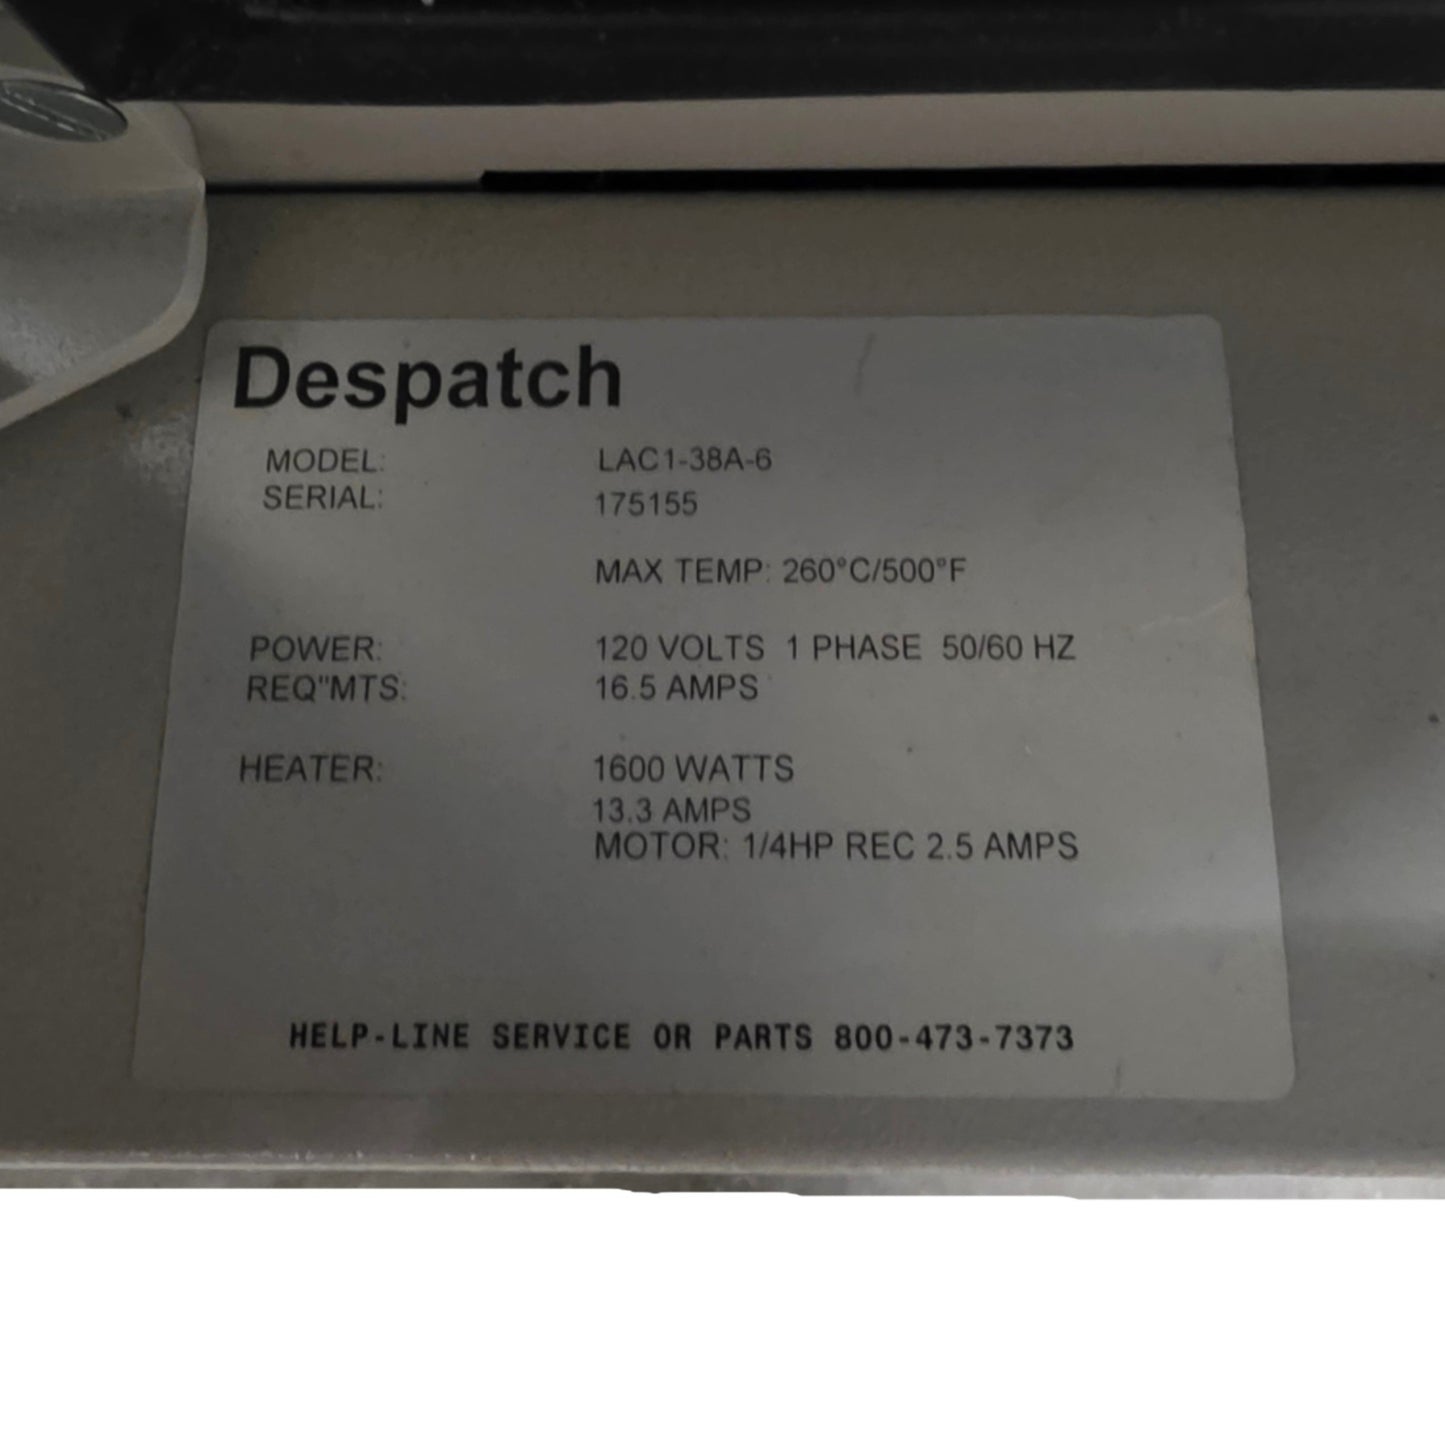 Despatch
MODEL: LAC1-38A-6
SERIAL: 175155
MAX TEMP: 260°C/500°F
POWER: 120 VOLTS 1 PHASE 50/60 HZ
REQ"MTS: 16.5 AMPS
HEATER: 1600 WATTS
13.3 AMPS
MOTOR: 1/4HP REC 2.5 AMPS
HELP-LINE SERVICE OR PARTS 800-473-7373